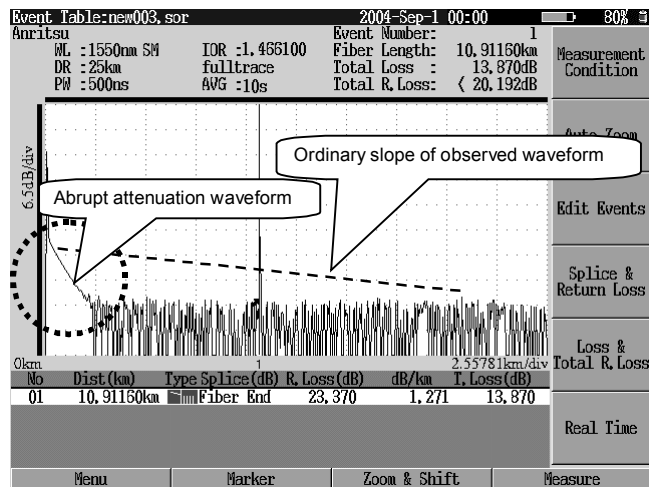 Event Table:new003.sor 2004-Sep-1 00:00 80%
Anritsu Event Number: 1
WL :1550nm SM IOR :1.466100 Fiber Length: 10.91160km
DR :25km fulltrace Total Loss : 13.870dB
PW :500ns AVG :10s Total R.Loss: < 20.192dB
Measurement
Condition
Auto Zoom
Edit Events
Splice &
Return Loss
Loss &
Total R.Loss
Real Time
6.5dB/div
Ordinary slope of observed waveform
Abrupt attenuation waveform
0km 1 2.55781km/div
No Dist(km) Type Splice(dB) R.Loss(dB) dB/km T.Loss(dB)
01 10.91160km Fiber End 23.370 1.271 13.870
Menu Marker Zoom & Shift Measure